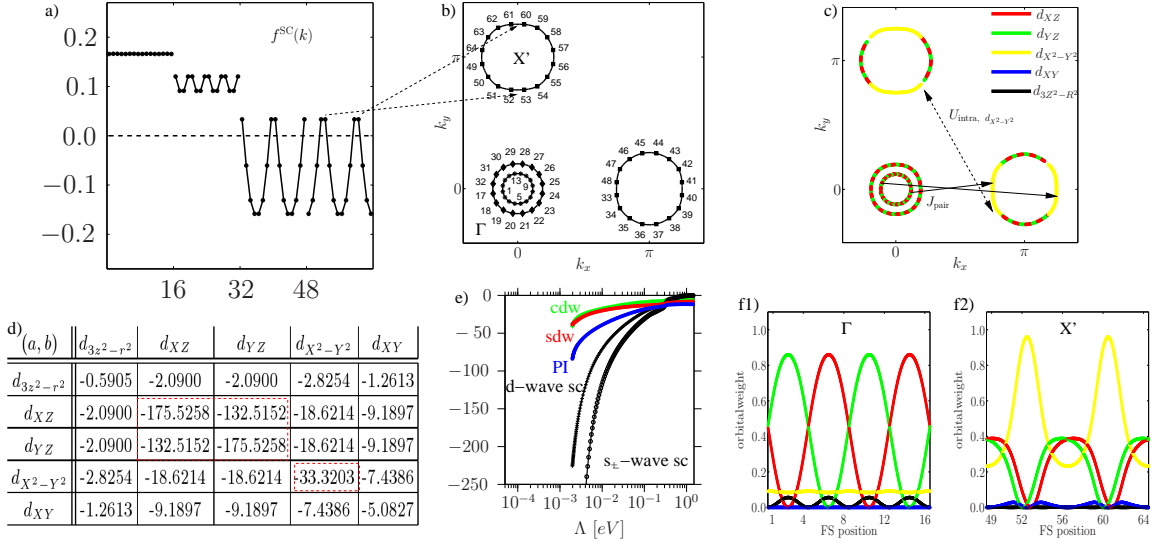 a)
f^SC(k)
0.2
0.1
0.0
−0.1
−0.2
16 32 48
b)
61 60
62 59
63 58
64 57
49 56
50 55
51 54
52 53
X'
π
k_y
0
29 28
30 27
31 26
32 25
17 24
18 23
19 22
20 21
13
1 9
5
Γ
45 44
46 43
47 42
48 41
33 40
34 39
35 38
36 37
0 π
k_x
c)
d_XZ
d_YZ
d_X²−Y²
d_XY
d_3Z²−R²
U_intra, d_X²−Y²
J_pair
π
k_y
0
0 π
k_x
d)
(a, b) d_3z²−r² d_XZ d_YZ d_X²−Y² d_XY
d_3z²−r² -0.5905 -2.0900 -2.0900 -2.8254 -1.2613
d_XZ -2.0900 -175.5258 -132.5152 -18.6214 -9.1897
d_YZ -2.0900 -132.5152 -175.5258 -18.6214 -9.1897
d_X²−Y² -2.8254 -18.6214 -18.6214 -33.3203 -7.4386
d_XY -1.2613 -9.1897 -9.1897 -7.4386 -5.0827
e)
0
−50
−100
−150
−200
−250
cdw
sdw
PI
d−wave sc
s±−wave sc
10^−4 10^−3 10^−2 10^−1 10^0
Λ [eV]
f1)
Γ
orbitalweight
1.0
0.8
0.6
0.4
0.2
0.0
1 4 8 12 16
FS position
f2)
X'
orbitalweight
1.0
0.8
0.6
0.4
0.2
0.0
49 52 56 60 64
FS position